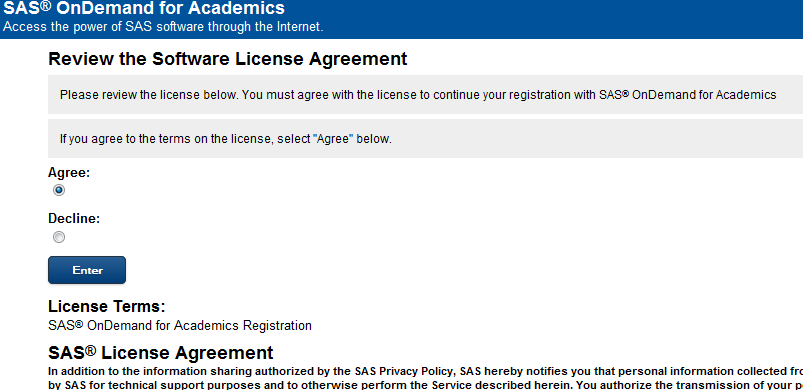 SAS® OnDemand for Academics
Access the power of SAS software through the Internet.
Review the Software License Agreement
Please review the license below. You must agree with the license to continue your registration with SAS® OnDemand for Academics
If you agree to the terms on the license, select "Agree" below.
Agree:
Decline:
Enter
License Terms:
SAS® OnDemand for Academics Registration
SAS® License Agreement
In addition to the information sharing authorized by the SAS Privacy Policy, SAS hereby notifies you that personal information collected
by SAS for technical support purposes and to otherwise perform the Service described herein. You authorize the transmission of your